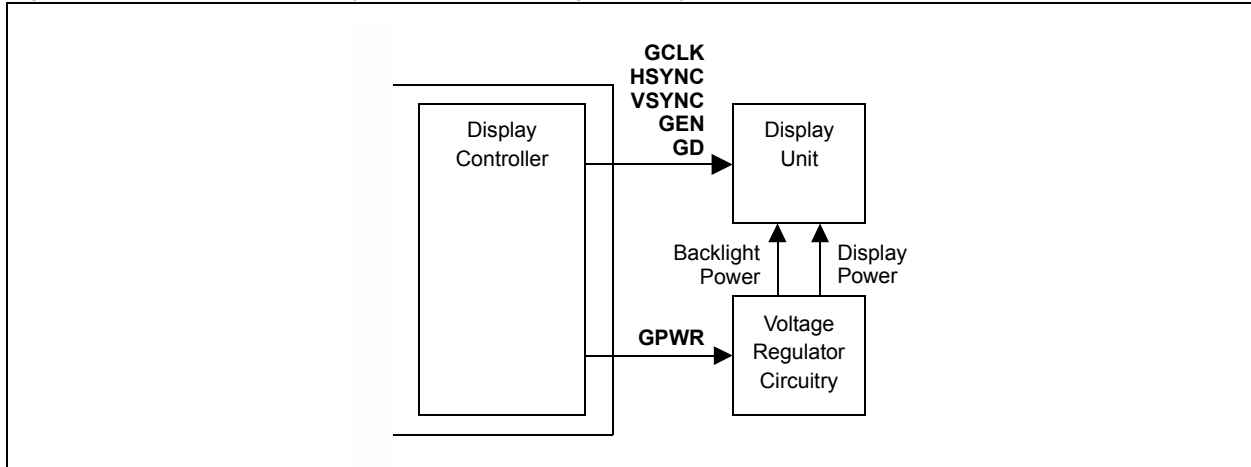 GCLK
HSYNC
VSYNC
GEN
GD
Display
Controller
Display
Unit
Backlight
Power
Display
Power
GPWR
Voltage
Regulator
Circuitry